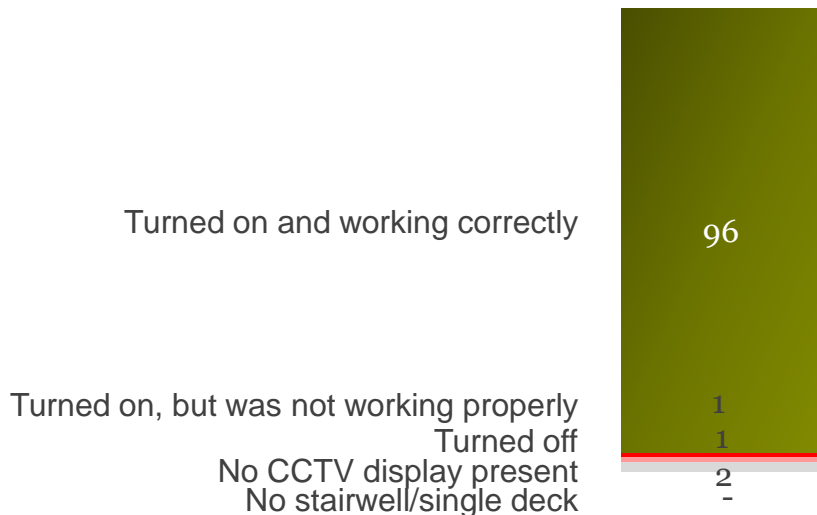 Turned on and working correctly 96
Turned on, but was not working properly 1
Turned off 1
No CCTV display present 2
No stairwell/single deck -